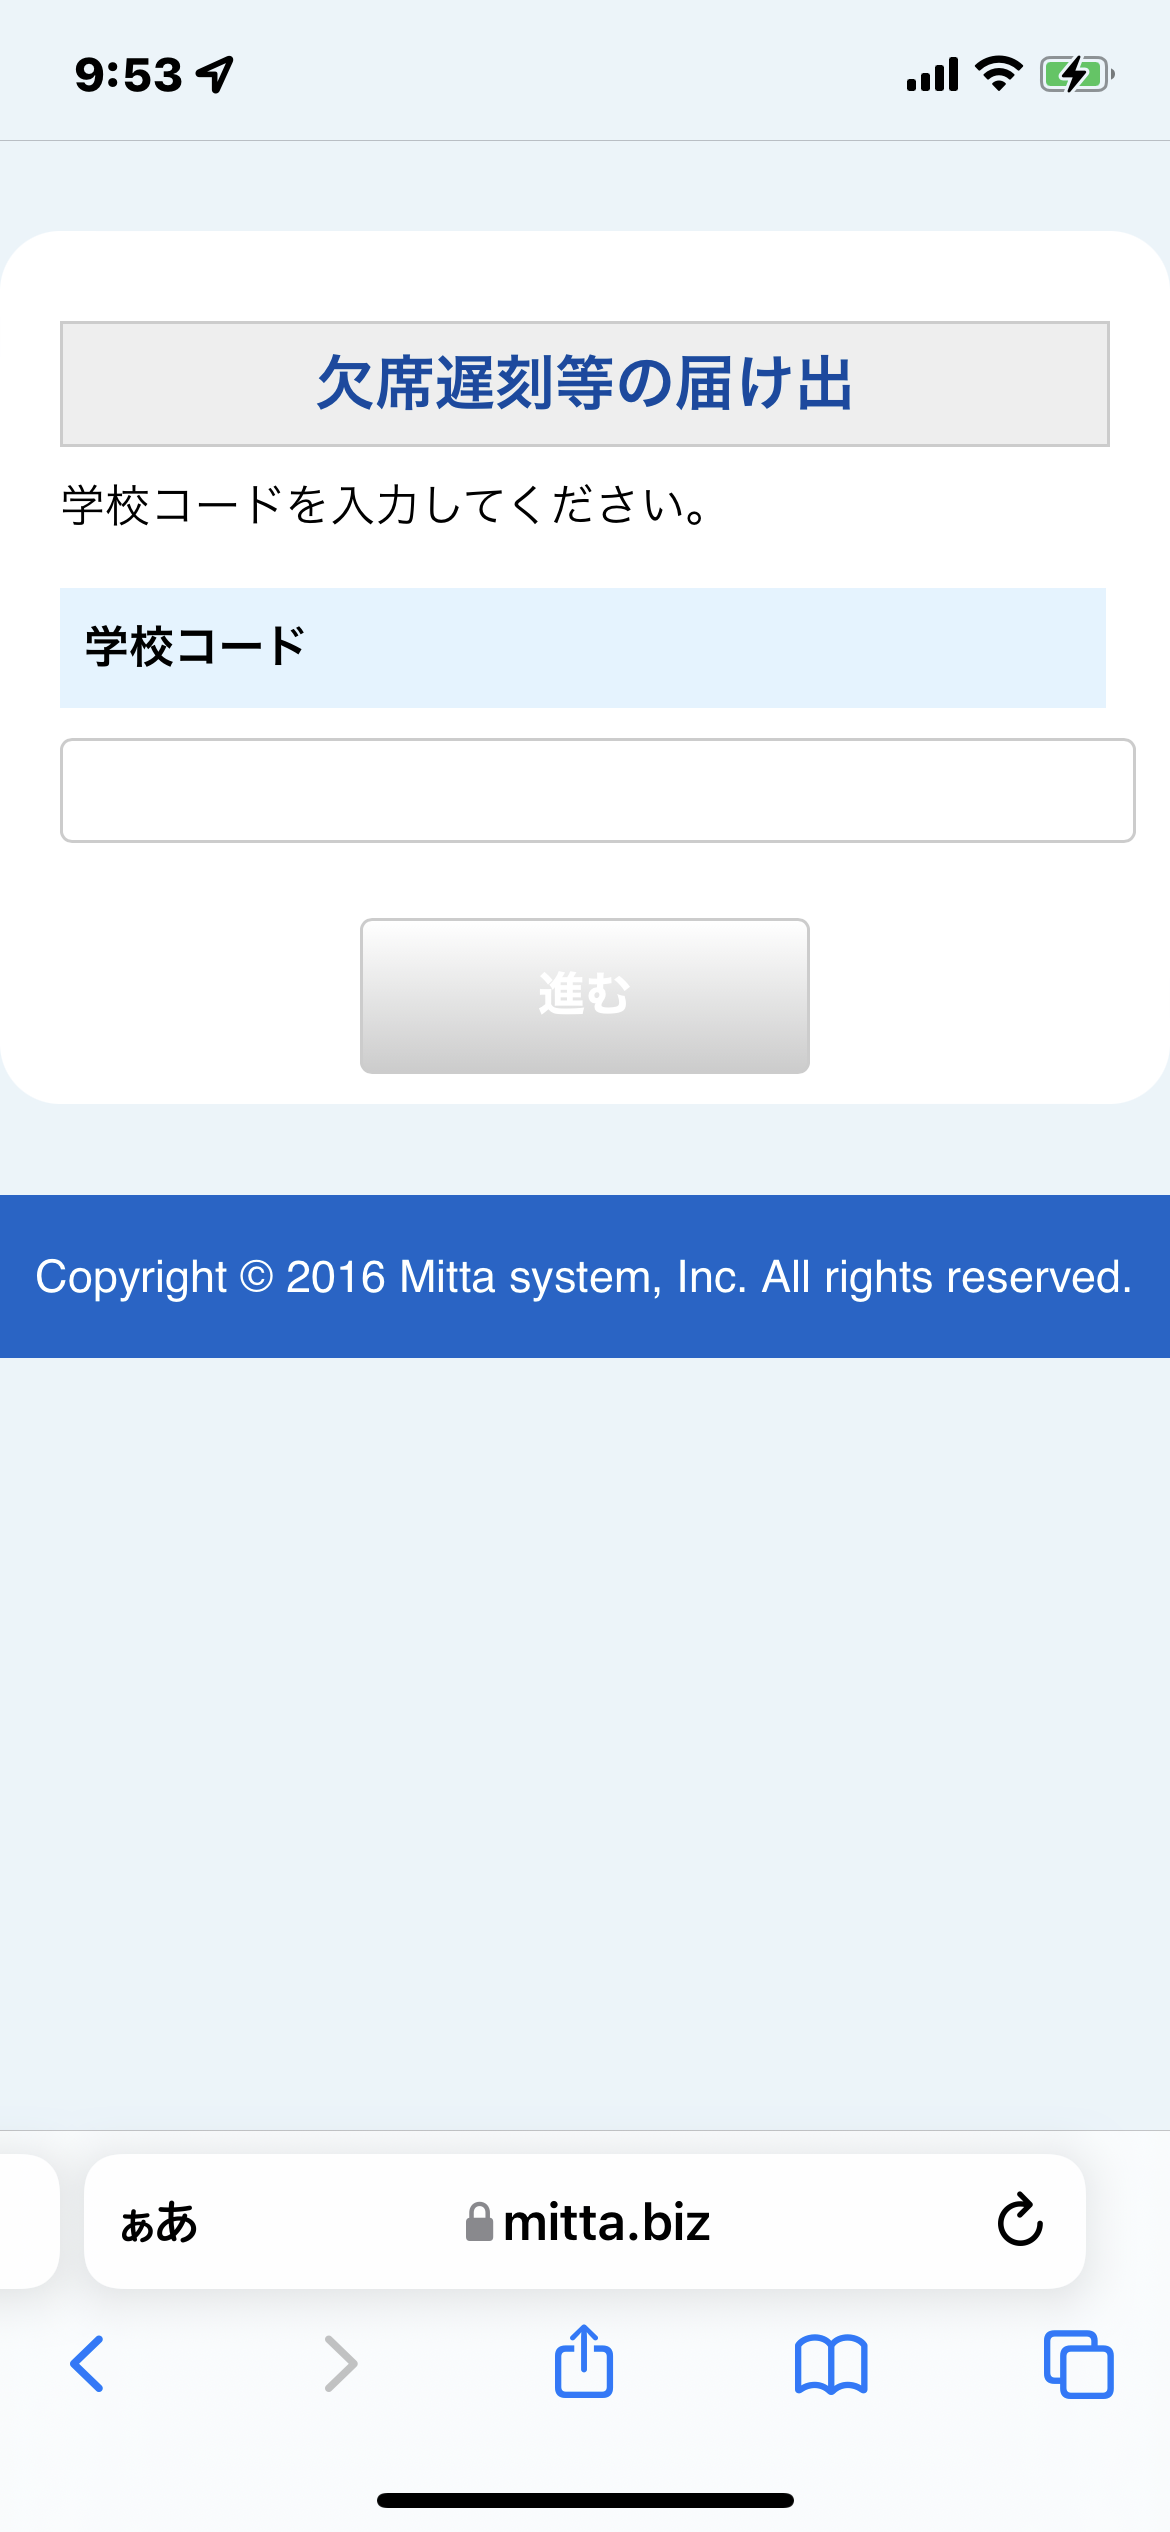 9:53
欠席遅刻等の届け出
学校コードを入力してください。
学校コード
進む
Copyright © 2016 Mitta system, Inc. All rights reserved.
ぁあ mitta.biz